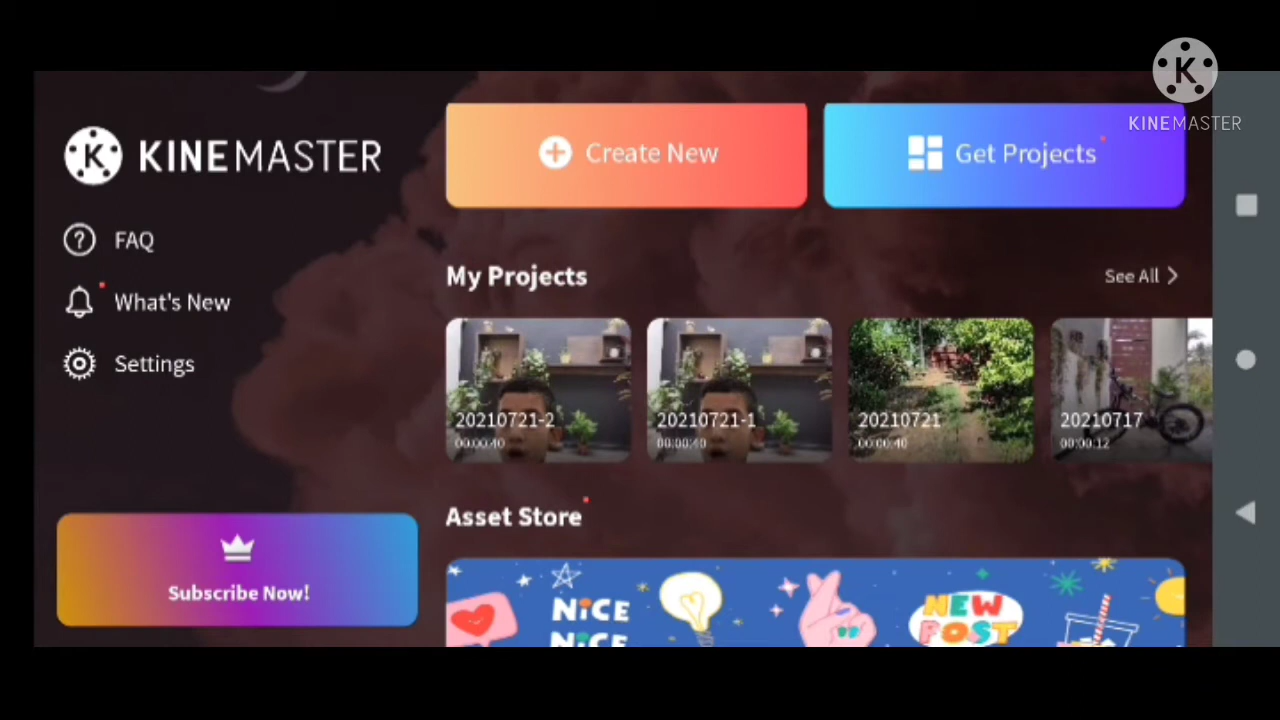 K
KINEMASTER
K KINEMASTER
FAQ
What's New
Settings
Subscribe Now!
Create New
Get Projects
My Projects
See All
20210721-2
00:00:40
20210721-1
00:00:40
20210721
00:00:40
20210717
00:00:12
Asset Store
NiCE
NiCE
NEW
POST